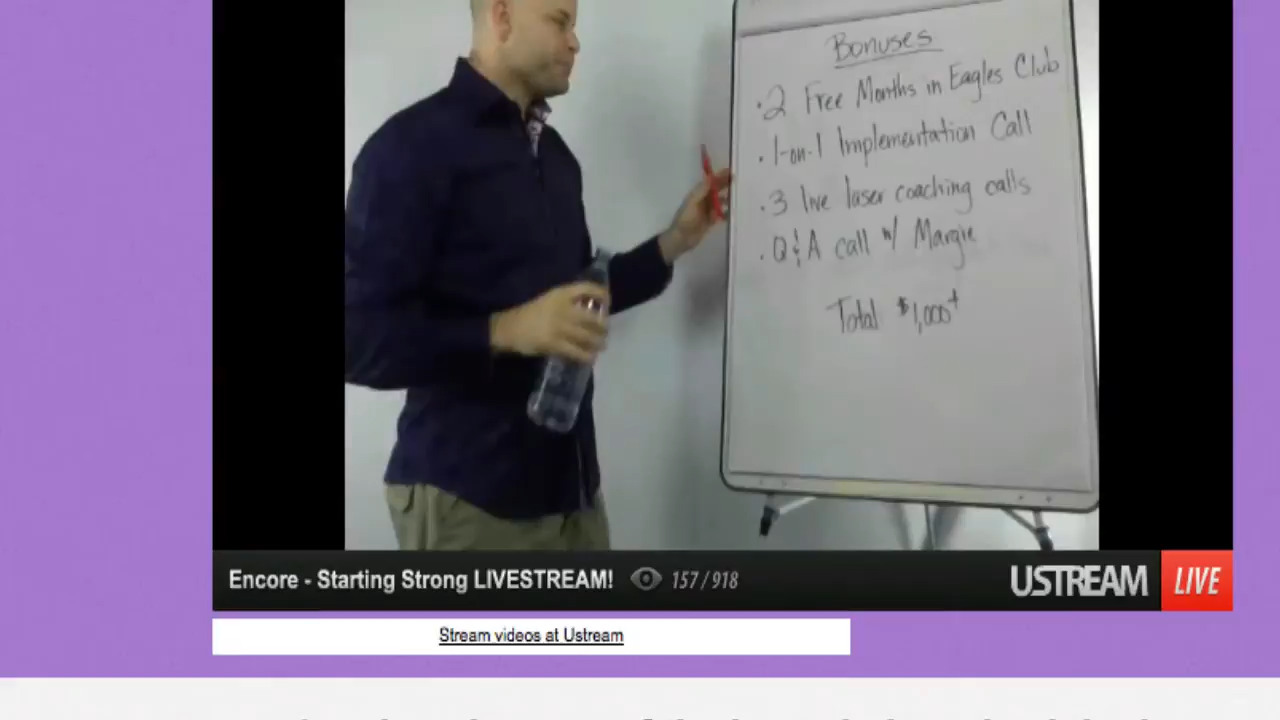 Bonuses
• 2 Free Months in Eagles Club
• 1-on-1 Implementation Call
• 3 live laser coaching calls
• Q & A call w/ Margie
Total $1,000+
Encore - Starting Strong LIVESTREAM! 157 / 918 USTREAM LIVE
Stream videos at Ustream